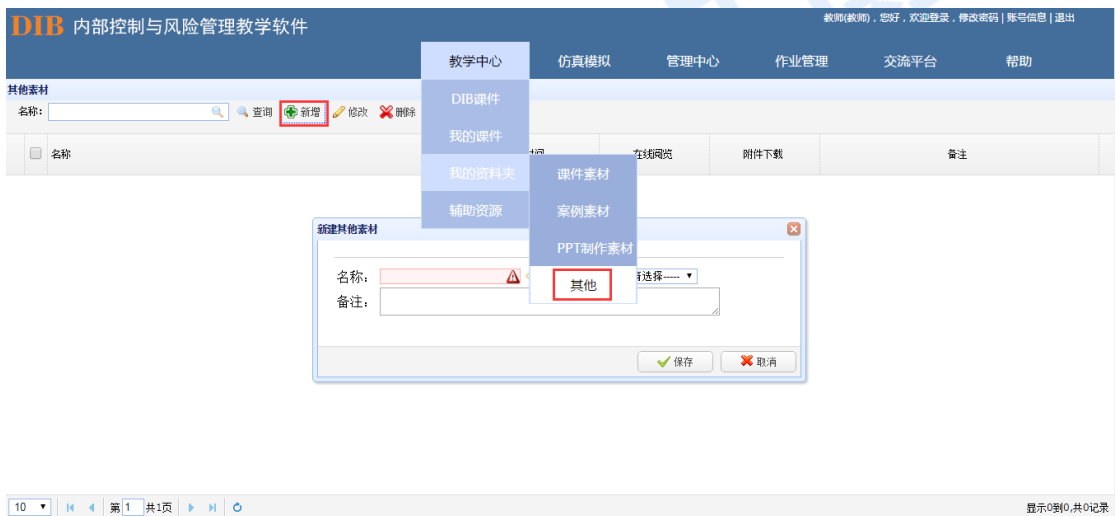 DIB 内部控制与风险管理教学软件
教师(教师)，您好，欢迎登录，修改密码 | 账号信息 | 退出
教学中心 仿真模拟 管理中心 作业管理 交流平台 帮助
其他素材
DIB课件
名称: 查询 新增 修改 删除
我的课件
名称 在线阅览 附件下载 备注
我的资料夹 课件素材
辅助资源 案例素材
新建其他素材
PPT制作素材
名称: 选择----
其他
备注:
保存 取消
10 第 1 共1页 显示0到0,共0记录